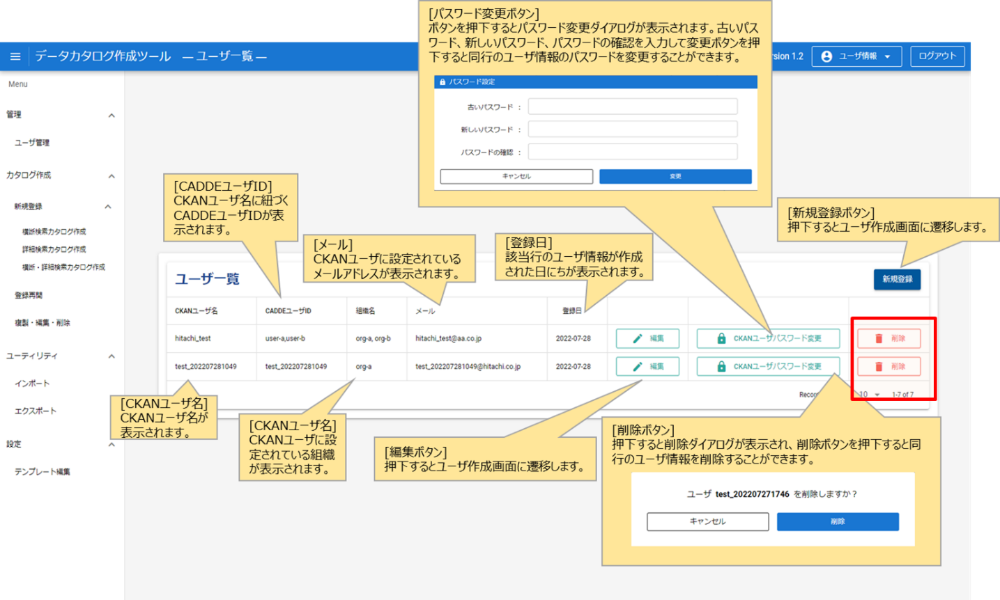 [パスワード変更ボタン]
ボタンを押下するとパスワード変更ダイアログが表示されます。古いパス
ワード、新しいパスワード、パスワードの確認を入力して変更ボタンを押
下すると同行のユーザ情報のパスワードを変更することができます。
データカタログ作成ツール ー ユーザ一覧 ー
rsion 1.2
ユーザ情報
ログアウト
パスワード設定
古いパスワード ：
新しいパスワード ：
パスワードの確認 ：
キャンセル
変更
Menu
管理
ユーザ管理
カタログ作成
新規登録
横断検索カタログ作成
詳細検索カタログ作成
横断・詳細検索カタログ作成
登録再開
複製・編集・削除
ユーティリティ
インポート
エクスポート
設定
テンプレート編集
[CADDEユーザID]
CKANユーザ名に紐づく
CADDEユーザIDが表
示されます。
[メール]
CKANユーザに設定されている
メールアドレスが表示されます。
[登録日]
該当行のユーザ情報が作成
された日にちが表示されます。
[新規登録ボタン]
押下するとユーザ作成画面に遷移します。
ユーザ一覧
新規登録
CKANユーザ名 CADDEユーザID 組織名 メール 登録日
hitachi_test user-a,user-b org-a, org-b hitachi_test@aa.co.jp 2022-07-28 編集 CKANユーザパスワード変更 削除
test_202207281049 test_202207281049 org-a test_202207281049@hitachi.co.jp 2022-07-28 編集 CKANユーザパスワード変更 削除
Recor 10 1-7 of 7
[CKANユーザ名]
CKANユーザ名が
表示されます。
[CKANユーザ名]
CKANユーザに設
定されている組織
が表示されます。
[編集ボタン]
押下するとユーザ作成画面に遷移します。
[削除ボタン]
押下すると削除ダイアログが表示され、削除ボタンを押下すると同
行のユーザ情報を削除することができます。
ユーザ test_202207271746 を削除しますか？
キャンセル
削除